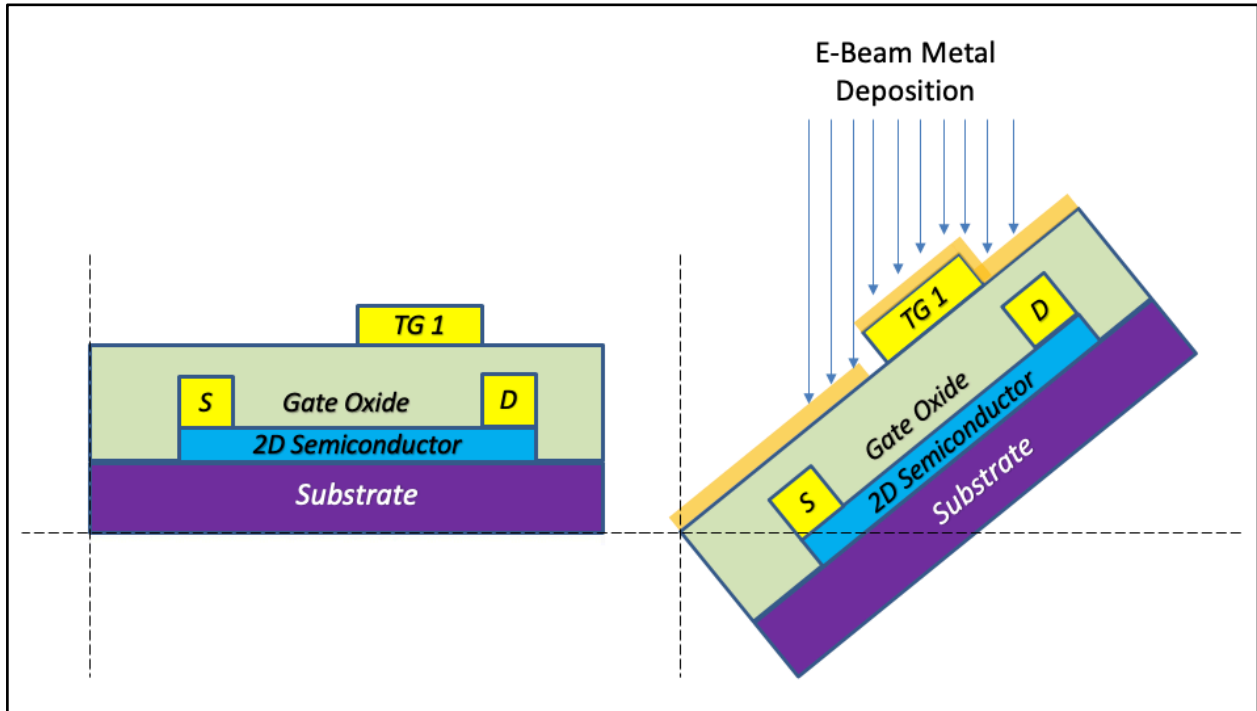 E-Beam Metal
Deposition
TG 1
S
Gate Oxide
D
2D Semiconductor
Substrate
TG 1
D
Gate Oxide
S
2D Semiconductor
Substrate